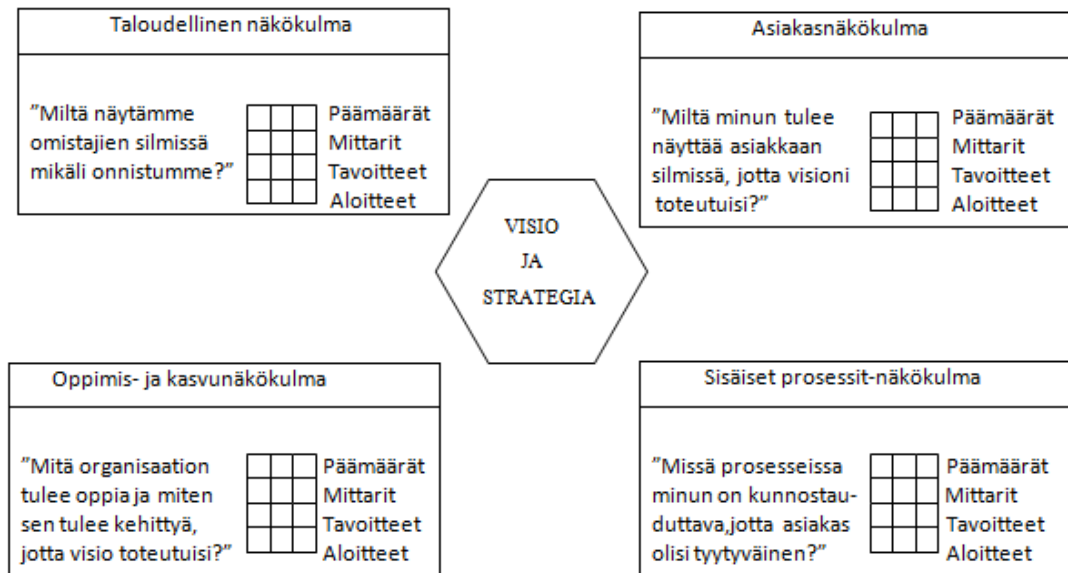 Taloudellinen näkökulma
”Miltä näytämme
omistajien silmissä
mikäli onnistumme?”
Päämäärät
Mittarit
Tavoitteet
Aloitteet
Asiakasnäkökulma
”Miltä minun tulee
näyttää asiakkaan
silmissä, jotta visioni
toteutuisi?”
Päämäärät
Mittarit
Tavoitteet
Aloitteet
VISIO
JA
STRATEGIA
Oppimis- ja kasvunäkökulma
”Mitä organisaation
tulee oppia ja miten
sen tulee kehittyä,
jotta visio toteutuisi?”
Päämäärät
Mittarit
Tavoitteet
Aloitteet
Sisäiset prosessit-näkökulma
”Missä prosesseissa
minun on kunnostau-
duttava,jotta asiakas
olisi tyytyväinen?”
Päämäärät
Mittarit
Tavoitteet
Aloitteet